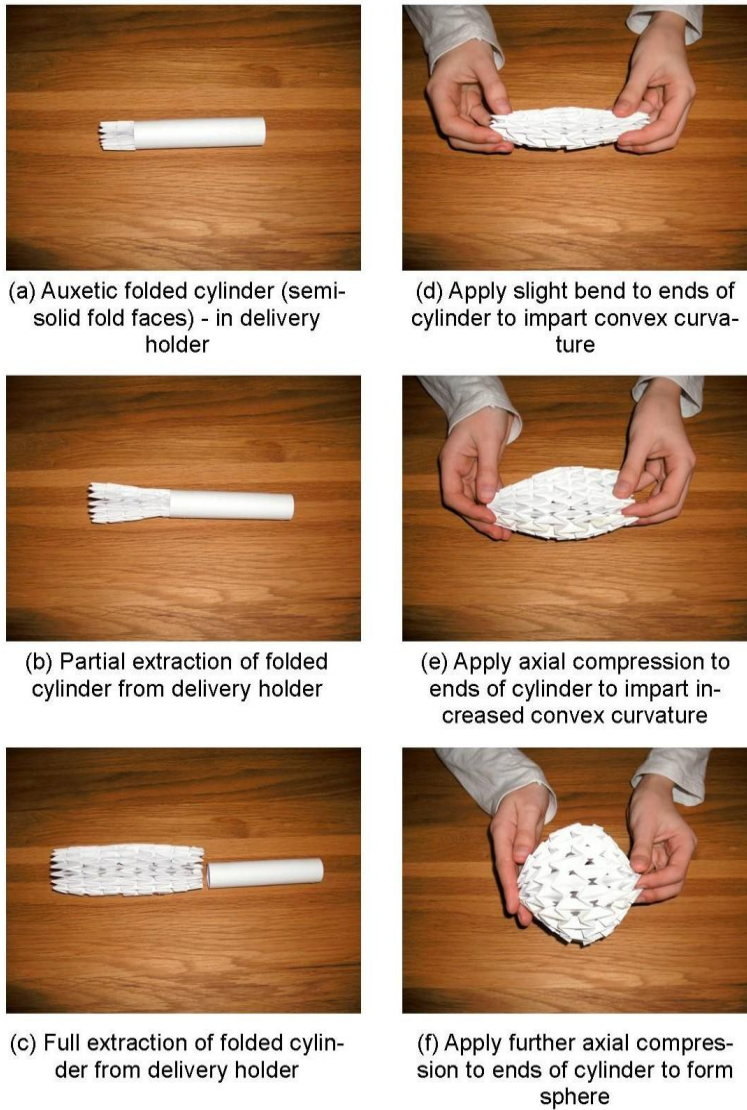 (a) Auxetic folded cylinder (semi-
solid fold faces) - in delivery
holder
(b) Partial extraction of folded
cylinder from delivery holder
(c) Full extraction of folded cylin-
der from delivery holder
(d) Apply slight bend to ends of
cylinder to impart convex curva-
ture
(e) Apply axial compression to
ends of cylinder to impart in-
creased convex curvature
(f) Apply further axial compres-
sion to ends of cylinder to form
sphere